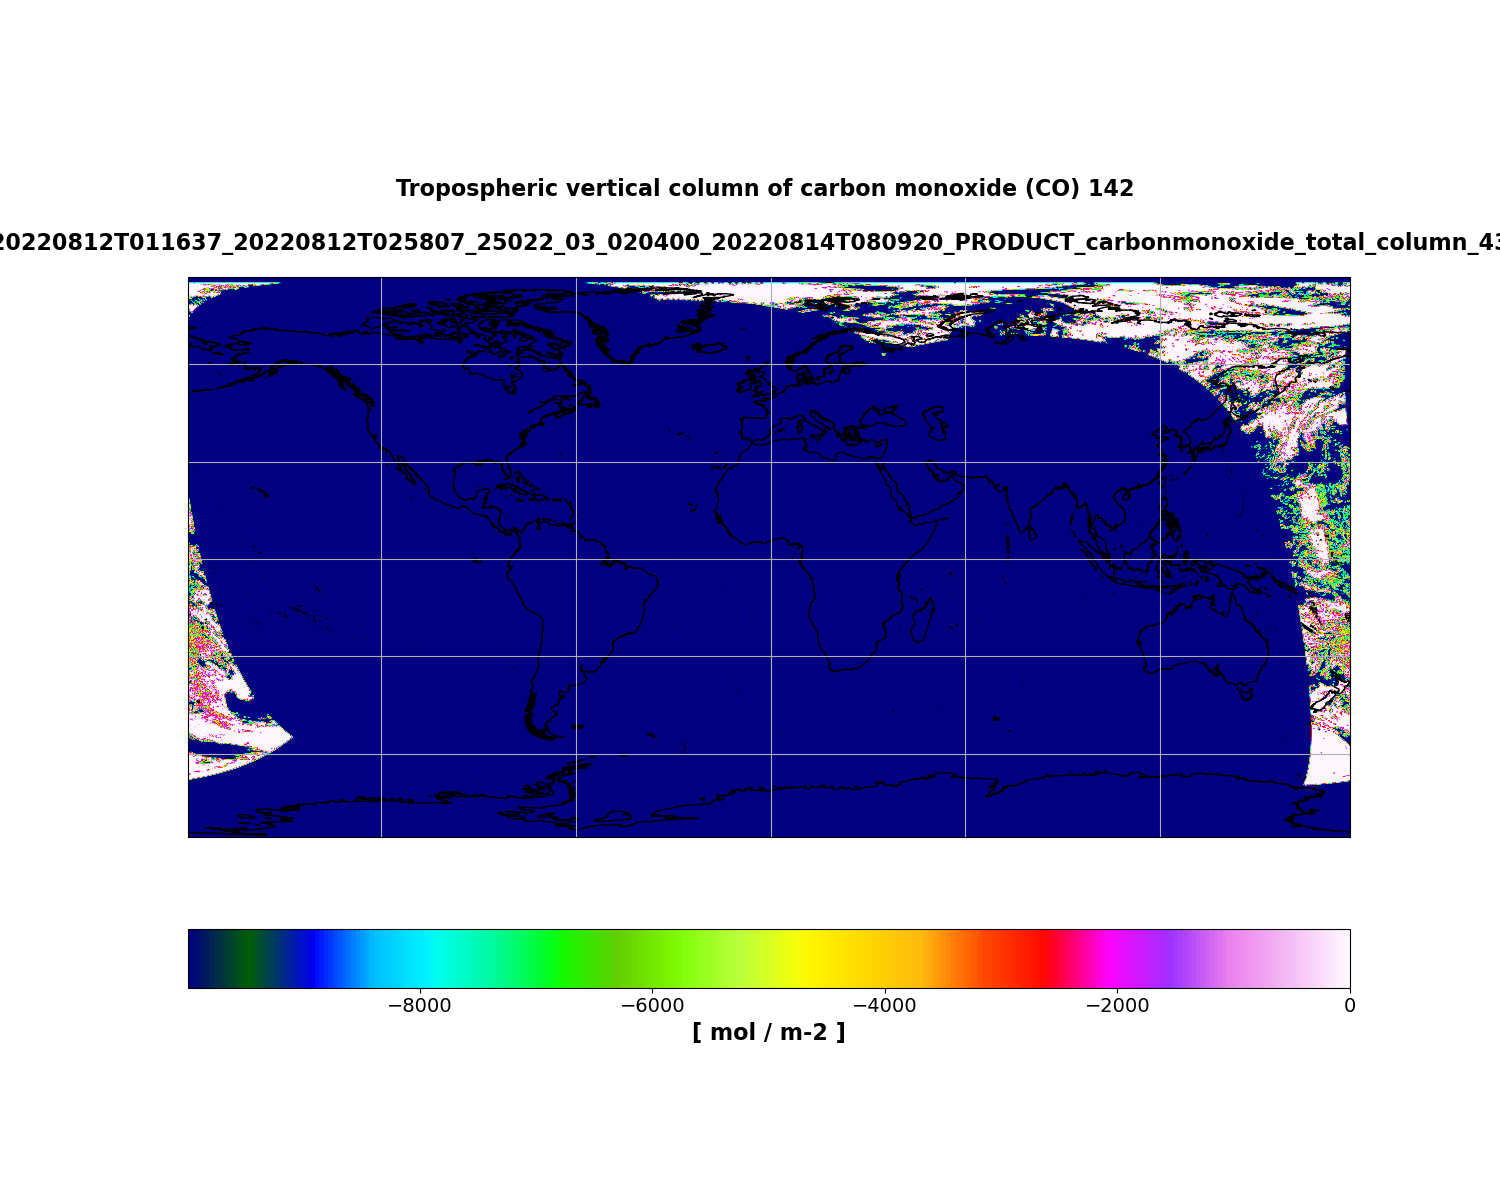 Tropospheric vertical column of carbon monoxide (CO) 142
20220812T011637_20220812T025807_25022_03_020400_20220814T080920_PRODUCT_carbonmonoxide_total_column_43
−8000 −6000 −4000 −2000 0
[ mol / m-2 ]